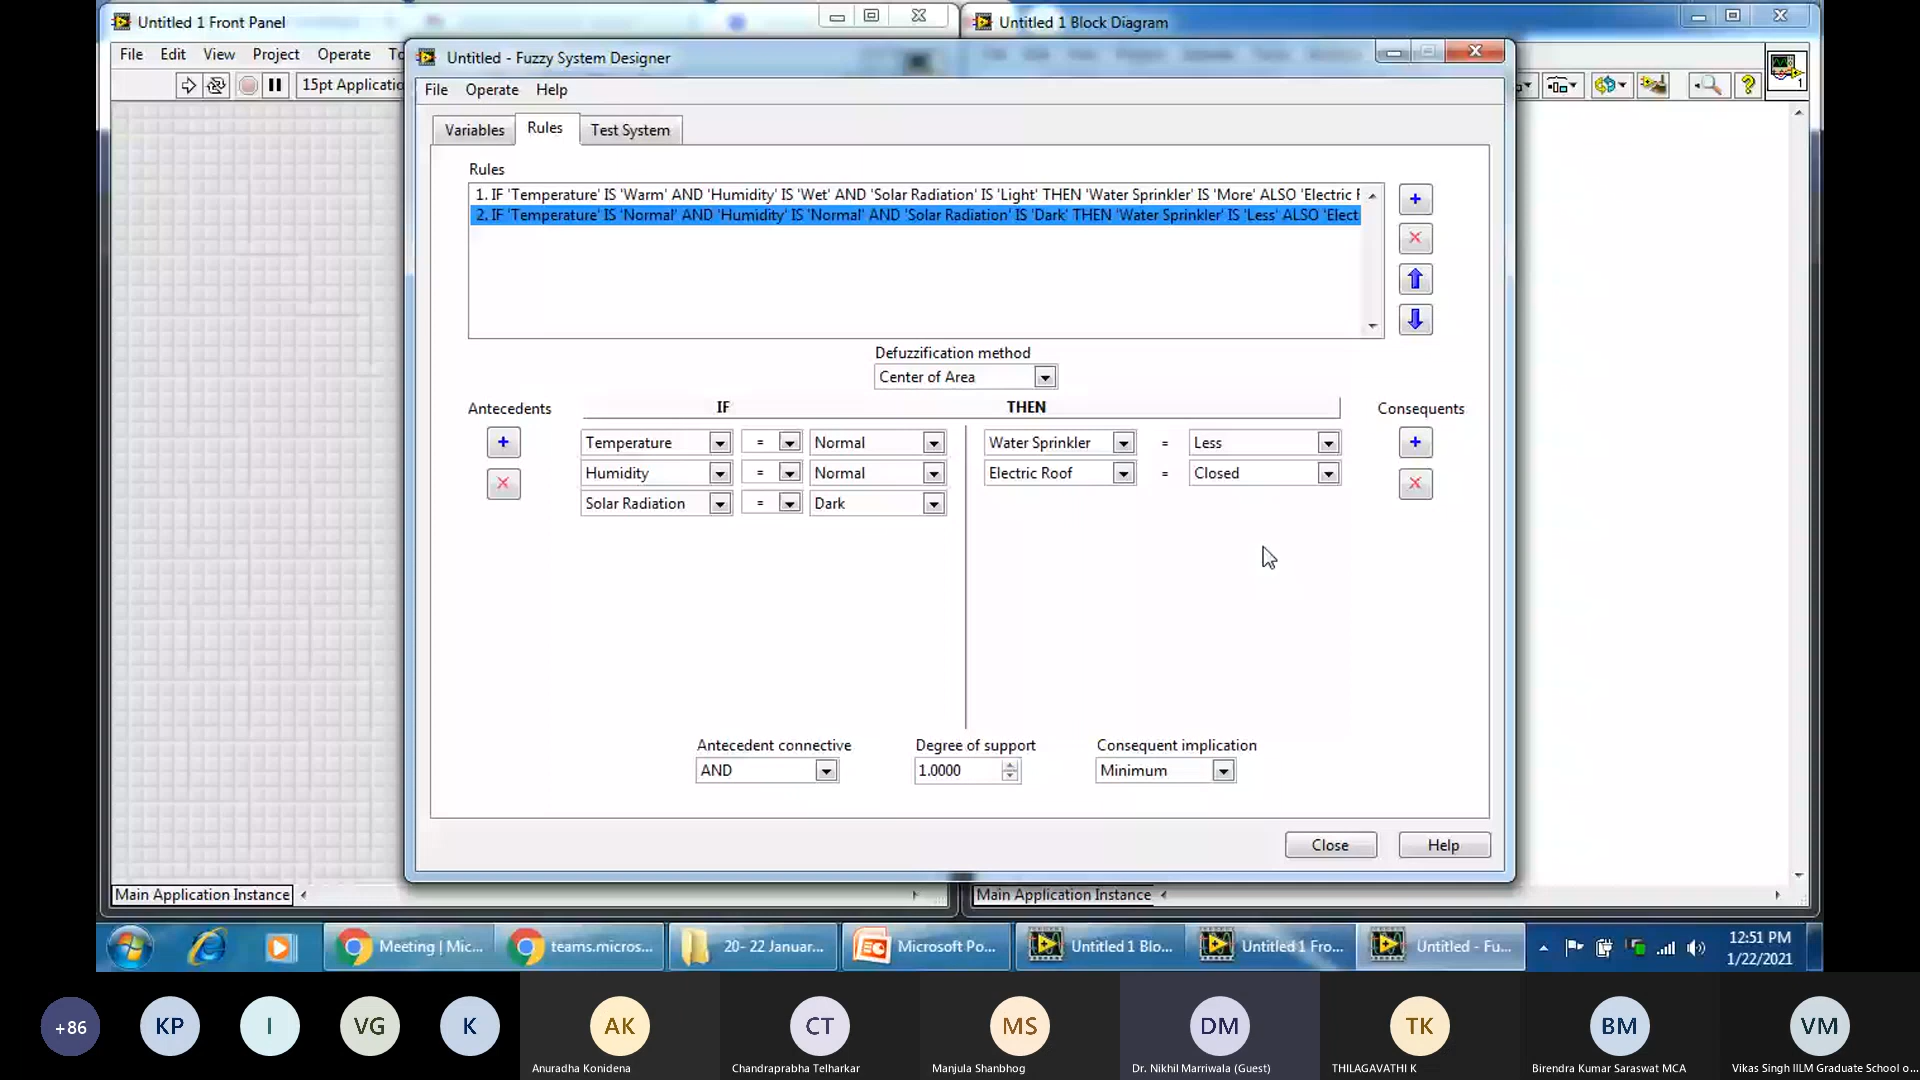 Untitled 1 Front Panel
Untitled 1 Block Diagram
File Edit View Project Operate
15pt Applicatio
Untitled - Fuzzy System Designer
File Operate Help
Variables Rules Test System
Rules
1. IF 'Temperature' IS 'Warm' AND 'Humidity' IS 'Wet' AND 'Solar Radiation' IS 'Light' THEN 'Water Sprinkler' IS 'More' ALSO 'Electric
2. IF 'Temperature' IS 'Normal' AND 'Humidity' IS 'Normal' AND 'Solar Radiation' IS 'Dark' THEN 'Water Sprinkler' IS 'Less' ALSO 'Elect
Defuzzification method
Center of Area
Antecedents IF THEN Consequents
Temperature = Normal Water Sprinkler = Less
Humidity = Normal Electric Roof = Closed
Solar Radiation = Dark
Antecedent connective Degree of support Consequent implication
AND 1.0000 Minimum
Close Help
Main Application Instance
Main Application Instance
Meeting | Mic... teams.micros... 20- 22 Januar... Microsoft Po... Untitled 1 Blo... Untitled 1 Fro... Untitled - Fu...
12:51 PM
1/22/2021
+86 KP I VG K AK CT MS DM TK BM VM
Anuradha Konidena Chandraprabha Telharkar Manjula Shanbhog Dr. Nikhil Marriwala (Guest) THILAGAVATHI K Birendra Kumar Saraswat MCA Vikas Singh IILM Graduate School o...